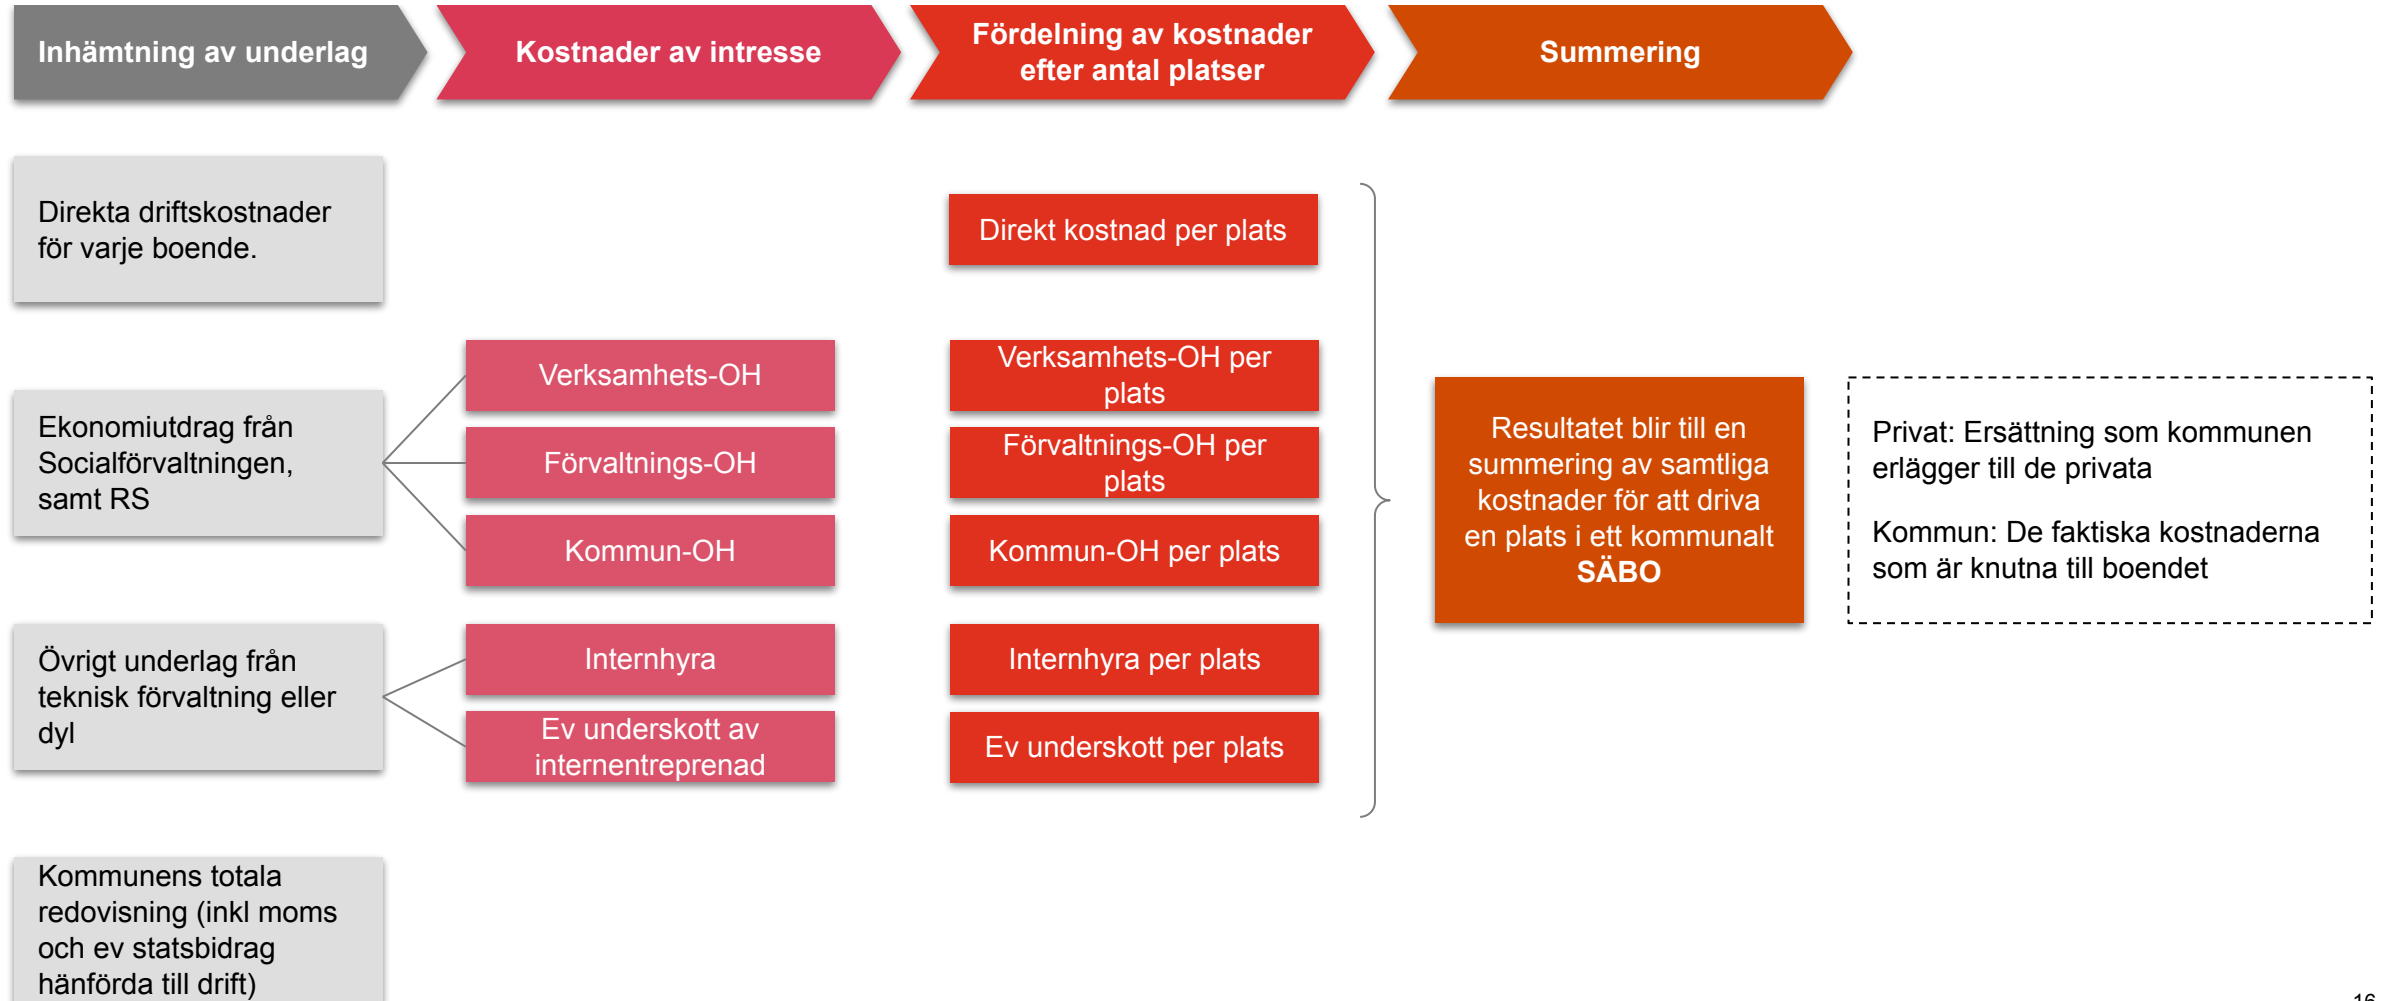 Inhämtning av underlag
Kostnader av intresse
Fördelning av kostnader
efter antal platser
Summering
Direkta driftskostnader
för varje boende.
Direkt kostnad per plats
Ekonomiutdrag från
Socialförvaltningen,
samt RS
Verksamhets-OH
Förvaltnings-OH
Kommun-OH
Verksamhets-OH per
plats
Förvaltnings-OH per
plats
Kommun-OH per plats
Övrigt underlag från
teknisk förvaltning eller
dyl
Internhyra
Ev underskott av
internentreprenad
Internhyra per plats
Ev underskott per plats
Resultatet blir till en
summering av samtliga
kostnader för att driva
en plats i ett kommunalt
SÄBO
Privat: Ersättning som kommunen
erlägger till de privata
Kommun: De faktiska kostnaderna
som är knutna till boendet
Kommunens totala
redovisning (inkl moms
och ev statsbidrag
hänförda till drift)
16